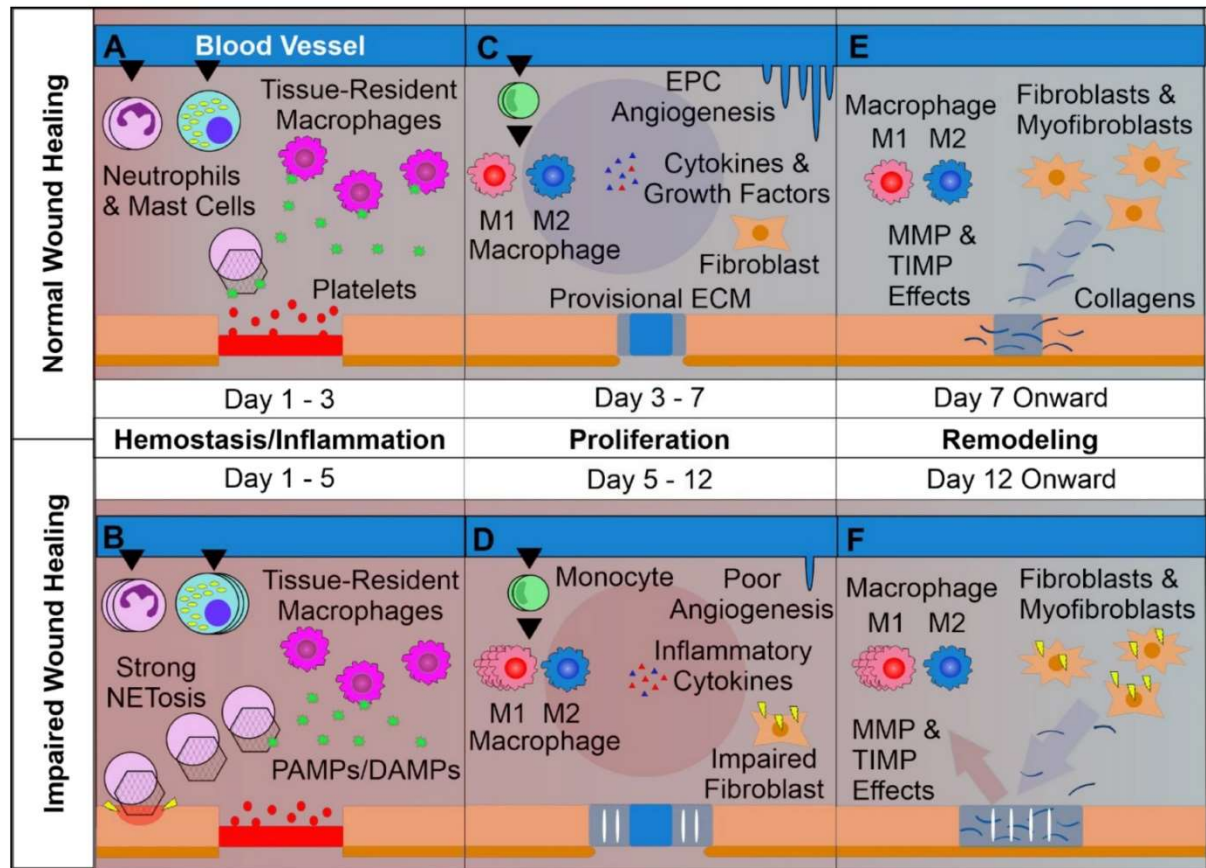 Normal Wound Healing
A
Blood Vessel
Tissue-Resident
Macrophages
Neutrophils
& Mast Cells
Platelets
C
EPC
Angiogenesis
Cytokines &
Growth Factors
M1 M2
Macrophage
Fibroblast
Provisional ECM
E
Macrophage
M1 M2
Fibroblasts &
Myofibroblasts
MMP &
TIMP
Effects
Collagens
Day 1 - 3
Day 3 - 7
Day 7 Onward
Hemostasis/Inflammation
Proliferation
Remodeling
Day 1 - 5
Day 5 - 12
Day 12 Onward
Impaired Wound Healing
B
Tissue-Resident
Macrophages
Strong
NETosis
PAMPs/DAMPs
D
Monocyte
Poor
Angiogenesis
Inflammatory
Cytokines
M1 M2
Macrophage
Impaired
Fibroblast
F
Macrophage
M1 M2
Fibroblasts &
Myofibroblasts
MMP &
TIMP
Effects